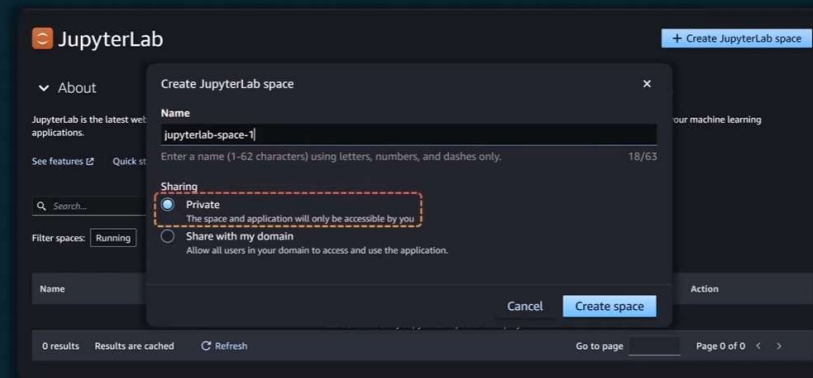 JupyterLab
+ Create JupyterLab space
About
Create JupyterLab space
Name
JupyterLab is the latest web
our machine learning
applications.
jupyterlab-space-1
Enter a name (1-62 characters) using letters, numbers, and dashes only.
18/63
See features
Quick st
Sharing
Private
The space and application will only be accessible by you
Search...
Share with my domain
Allow all users in your domain to access and use the application.
Filter spaces:
Running
Name
Action
Cancel
Create space
0 results
Results are cached
Refresh
Go to page
Page 0 of 0